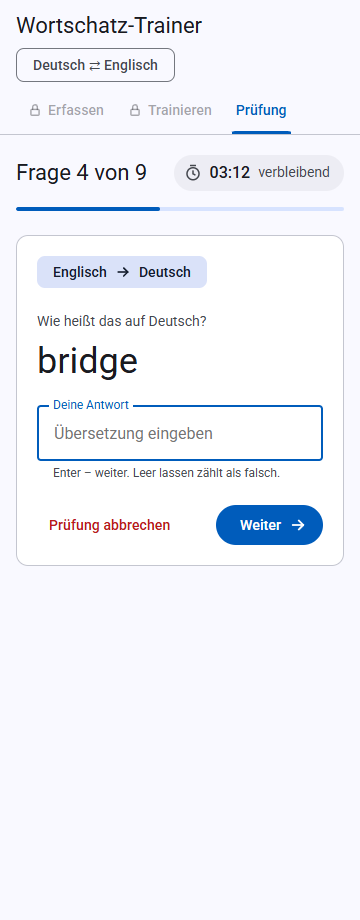 Wortschatz-Trainer
Deutsch ⇄ Englisch
Erfassen Trainieren Prüfung
Frage 4 von 9 03:12 verbleibend
Englisch → Deutsch
Wie heißt das auf Deutsch?
bridge
Deine Antwort
Übersetzung eingeben
Enter – weiter. Leer lassen zählt als falsch.
Prüfung abbrechen Weiter →